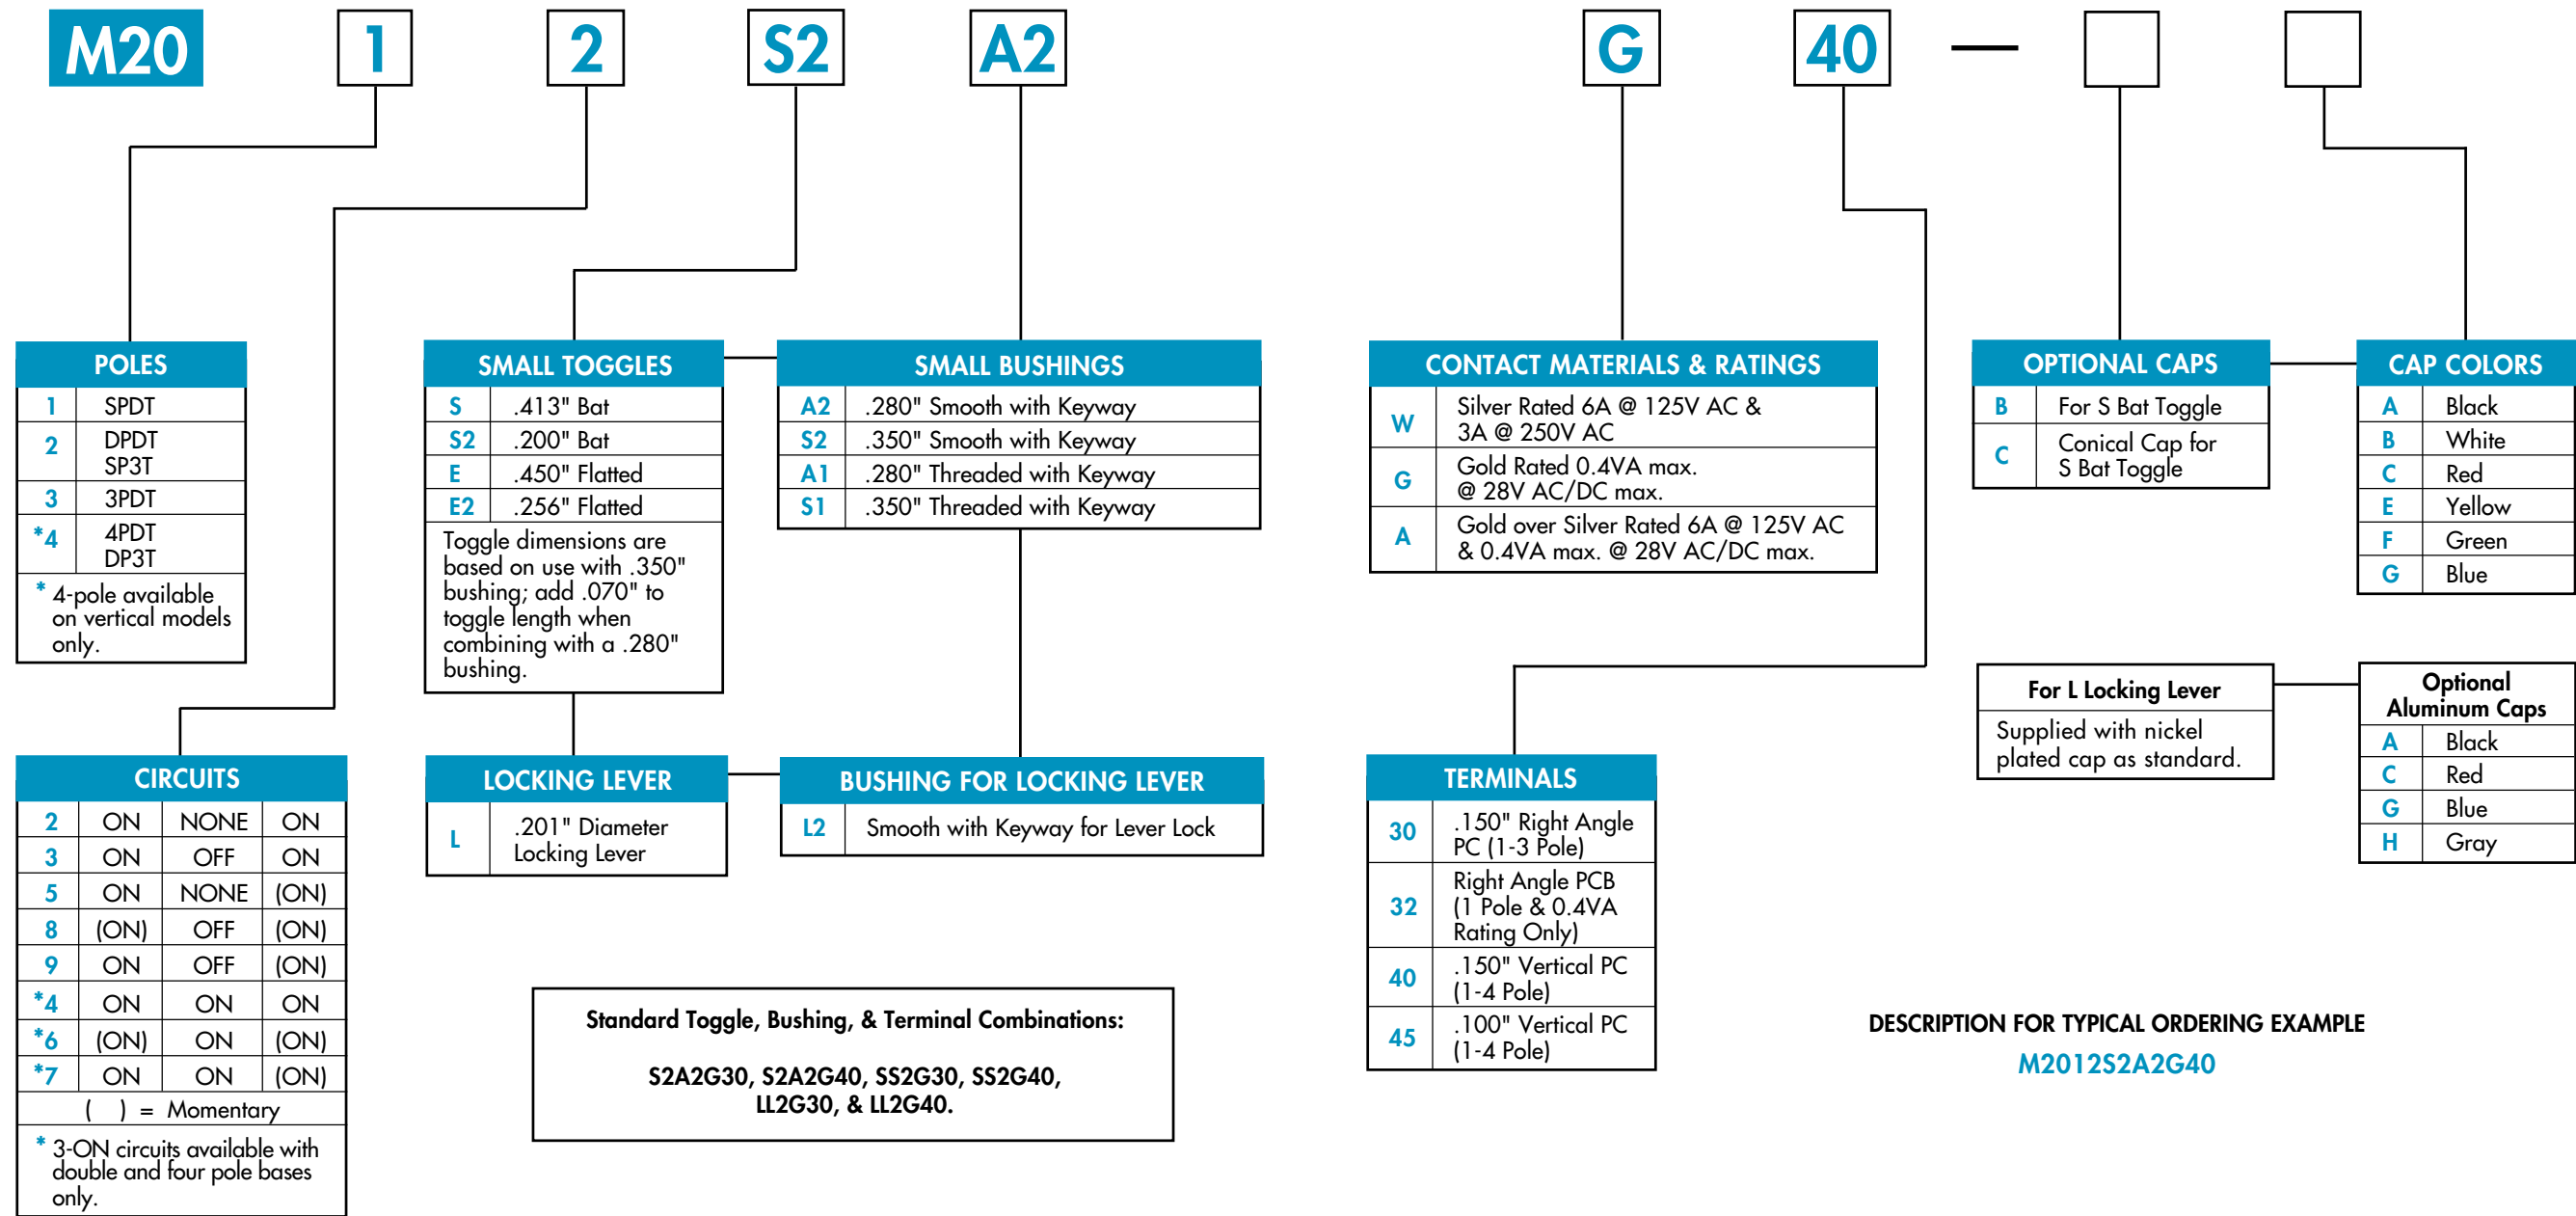 M20 1 2 S2 A2 G 40 —
POLES
1 SPDT
2 DPDT
SP3T
3 3PDT
*4 4PDT
DP3T
* 4-pole available
on vertical models
only.
CIRCUITS
2 ON NONE ON
3 ON OFF ON
5 ON NONE (ON)
8 (ON) OFF (ON)
9 ON OFF (ON)
*4 ON ON ON
*6 (ON) ON (ON)
*7 ON ON (ON)
( ) = Momentary
* 3-ON circuits available with
double and four pole bases
only.
SMALL TOGGLES
S .413" Bat
S2 .200" Bat
E .450" Flatted
E2 .256" Flatted
Toggle dimensions are
based on use with .350"
bushing; add .070" to
toggle length when
combining with a .280"
bushing.
SMALL BUSHINGS
A2 .280" Smooth with Keyway
S2 .350" Smooth with Keyway
A1 .280" Threaded with Keyway
S1 .350" Threaded with Keyway
LOCKING LEVER
L .201" Diameter
Locking Lever
BUSHING FOR LOCKING LEVER
L2 Smooth with Keyway for Lever Lock
Standard Toggle, Bushing, & Terminal Combinations:
S2A2G30, S2A2G40, SS2G30, SS2G40,
LL2G30, & LL2G40.
CONTACT MATERIALS & RATINGS
W Silver Rated 6A @ 125V AC &
3A @ 250V AC
G Gold Rated 0.4VA max.
@ 28V AC/DC max.
A Gold over Silver Rated 6A @ 125V AC
& 0.4VA max. @ 28V AC/DC max.
TERMINALS
30 .150" Right Angle
PC (1-3 Pole)
32 Right Angle PCB
(1 Pole & 0.4VA
Rating Only)
40 .150" Vertical PC
(1-4 Pole)
45 .100" Vertical PC
(1-4 Pole)
OPTIONAL CAPS
B For S Bat Toggle
C Conical Cap for
S Bat Toggle
CAP COLORS
A Black
B White
C Red
E Yellow
F Green
G Blue
For L Locking Lever
Supplied with nickel
plated cap as standard.
Optional
Aluminum Caps
A Black
C Red
G Blue
H Gray
DESCRIPTION FOR TYPICAL ORDERING EXAMPLE
M2012S2A2G40